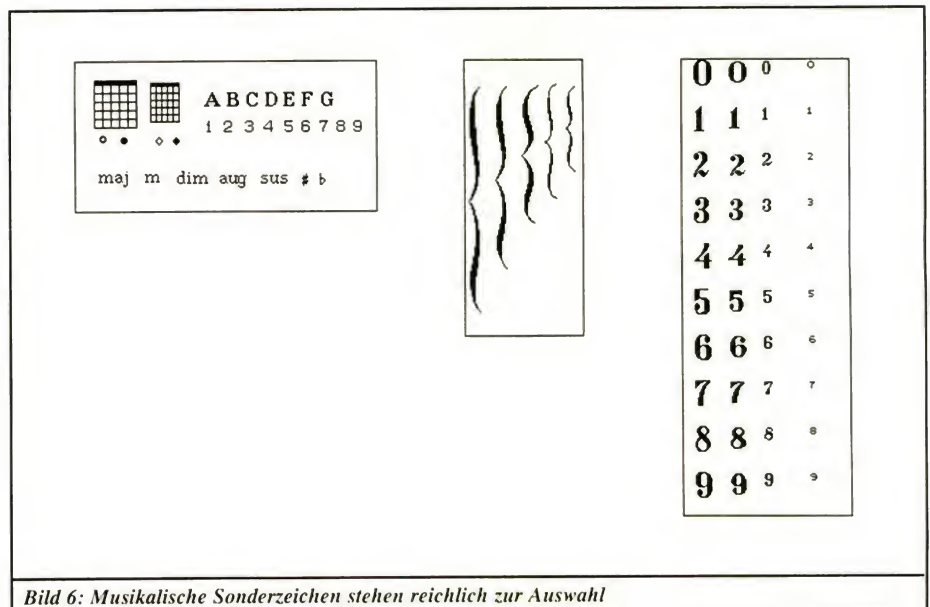 A B C D E F G
1 2 3 4 5 6 7 8 9
maj m dim aug sus # ♭
0 0 0 0
1 1 1 1
2 2 2 2
3 3 3 3
4 4 4 4
5 5 5 5
6 6 6 6
7 7 7 7
8 8 8 8
9 9 9 9
Bild 6: Musikalische Sonderzeichen stehen reichlich zur Auswahl